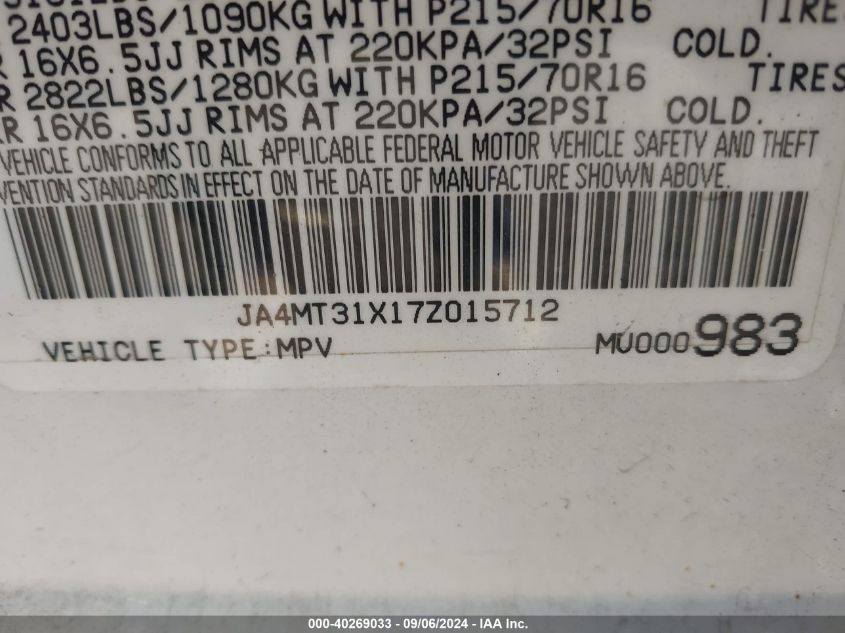 2403LBS/1090KG WITH P215/70R16 TIRE
R 16X6.5JJ RIMS AT 220KPA/32PSI COLD.
R 2822LBS/1280KG WITH P215/70R16 TIRES
R 16X6.5JJ RIMS AT 220KPA/32PSI COLD.
VEHICLE CONFORMS TO ALL APPLICABLE FEDERAL MOTOR VEHICLE SAFETY AND THEFT
VENTION STANDARDS IN EFFECT ON THE DATE OF MANUFACTURE SHOWN ABOVE.
JA4MT31X17Z015712
VEHICLE TYPE:MPV MU000983
000-40269033 - 09/06/2024 - IAA Inc.